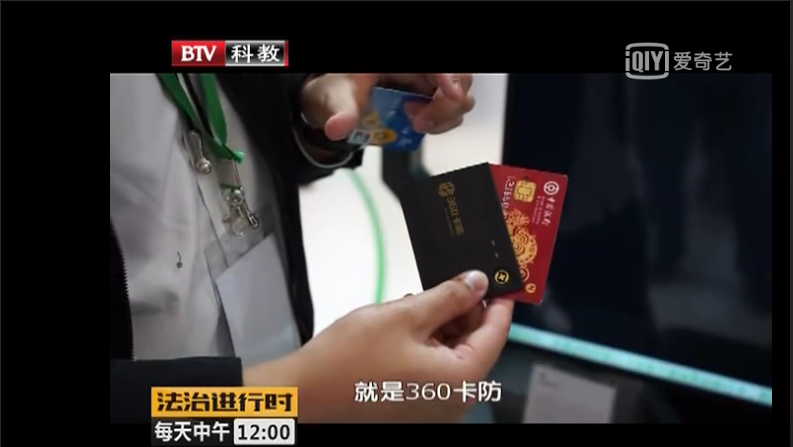 BTV 科教
iQIYI 爱奇艺
360卡防
中国银行
就是360卡防
法治进行时
每天中午 12:00